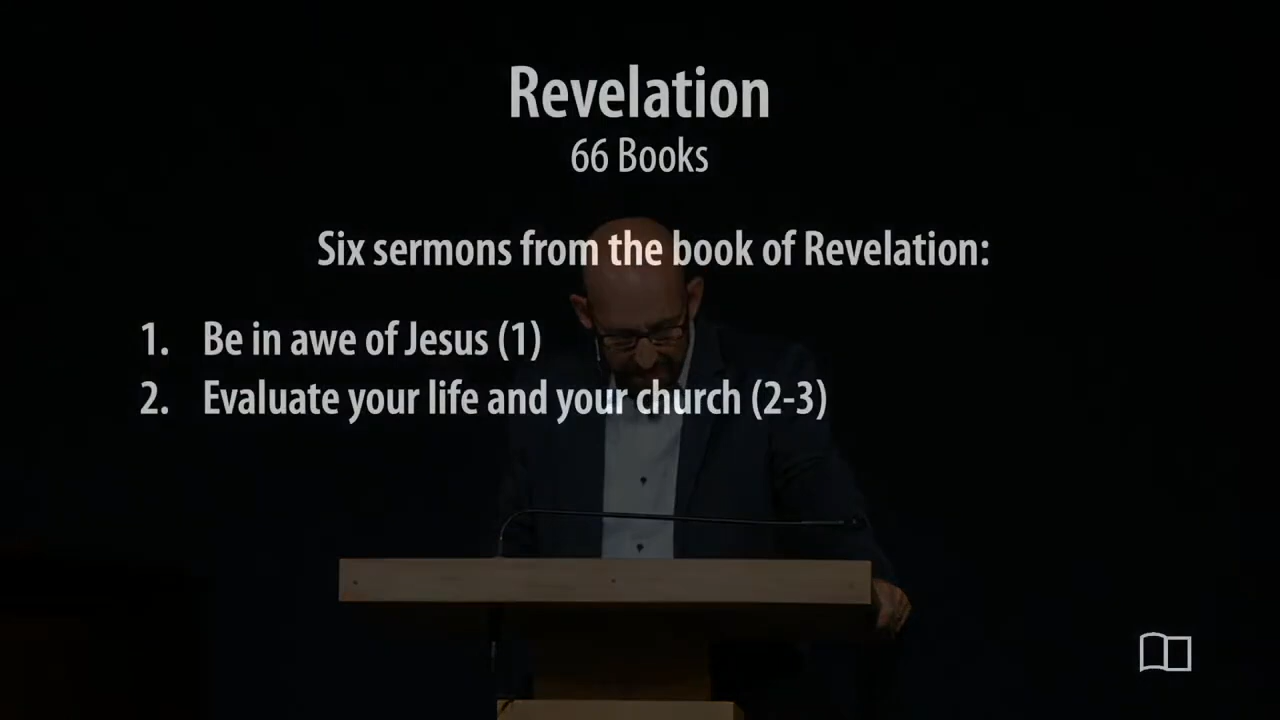 Revelation
66 Books
Six sermons from the book of Revelation:
1. Be in awe of Jesus (1)
2. Evaluate your life and your church (2-3)